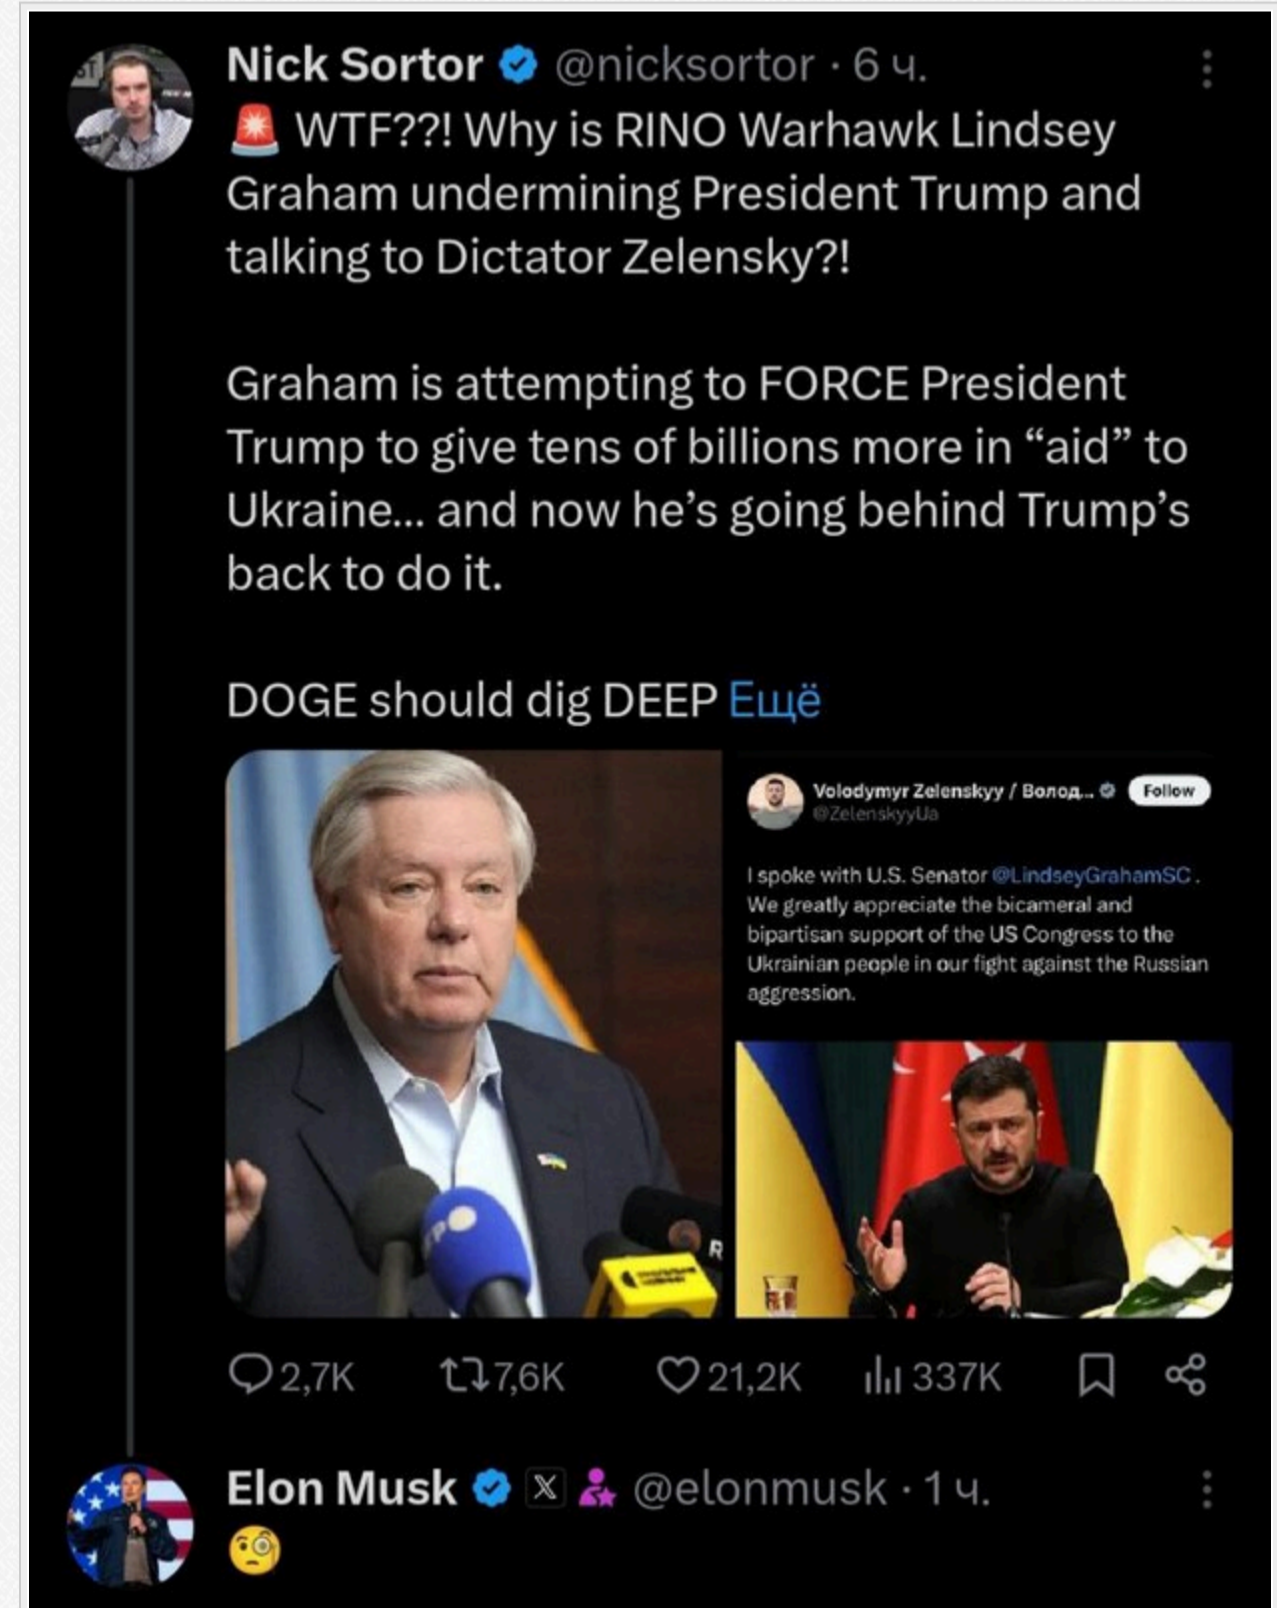 Nick Sortor @nicksortor · 6 ч.
🚨 WTF??! Why is RINO Warhawk Lindsey
Graham undermining President Trump and
talking to Dictator Zelensky?!
Graham is attempting to FORCE President
Trump to give tens of billions more in “aid” to
Ukraine... and now he’s going behind Trump’s
back to do it.
DOGE should dig DEEP Ещё
Volodymyr Zelenskyy / Волод... Follow
@ZelenskyyUa
I spoke with U.S. Senator @LindseyGrahamSC.
We greatly appreciate the bicameral and
bipartisan support of the US Congress to the
Ukrainian people in our fight against the Russian
aggression.
R
2,7K 7,6K 21,2K 337K
Elon Musk X @elonmusk · 1 ч.
🧐